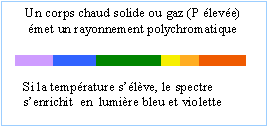 Un corps chaud solide ou gaz (P élevée)
émet un rayonnement polychromatique
Si la température s'élève, le spectre
s'enrichit en lumière bleu et violette